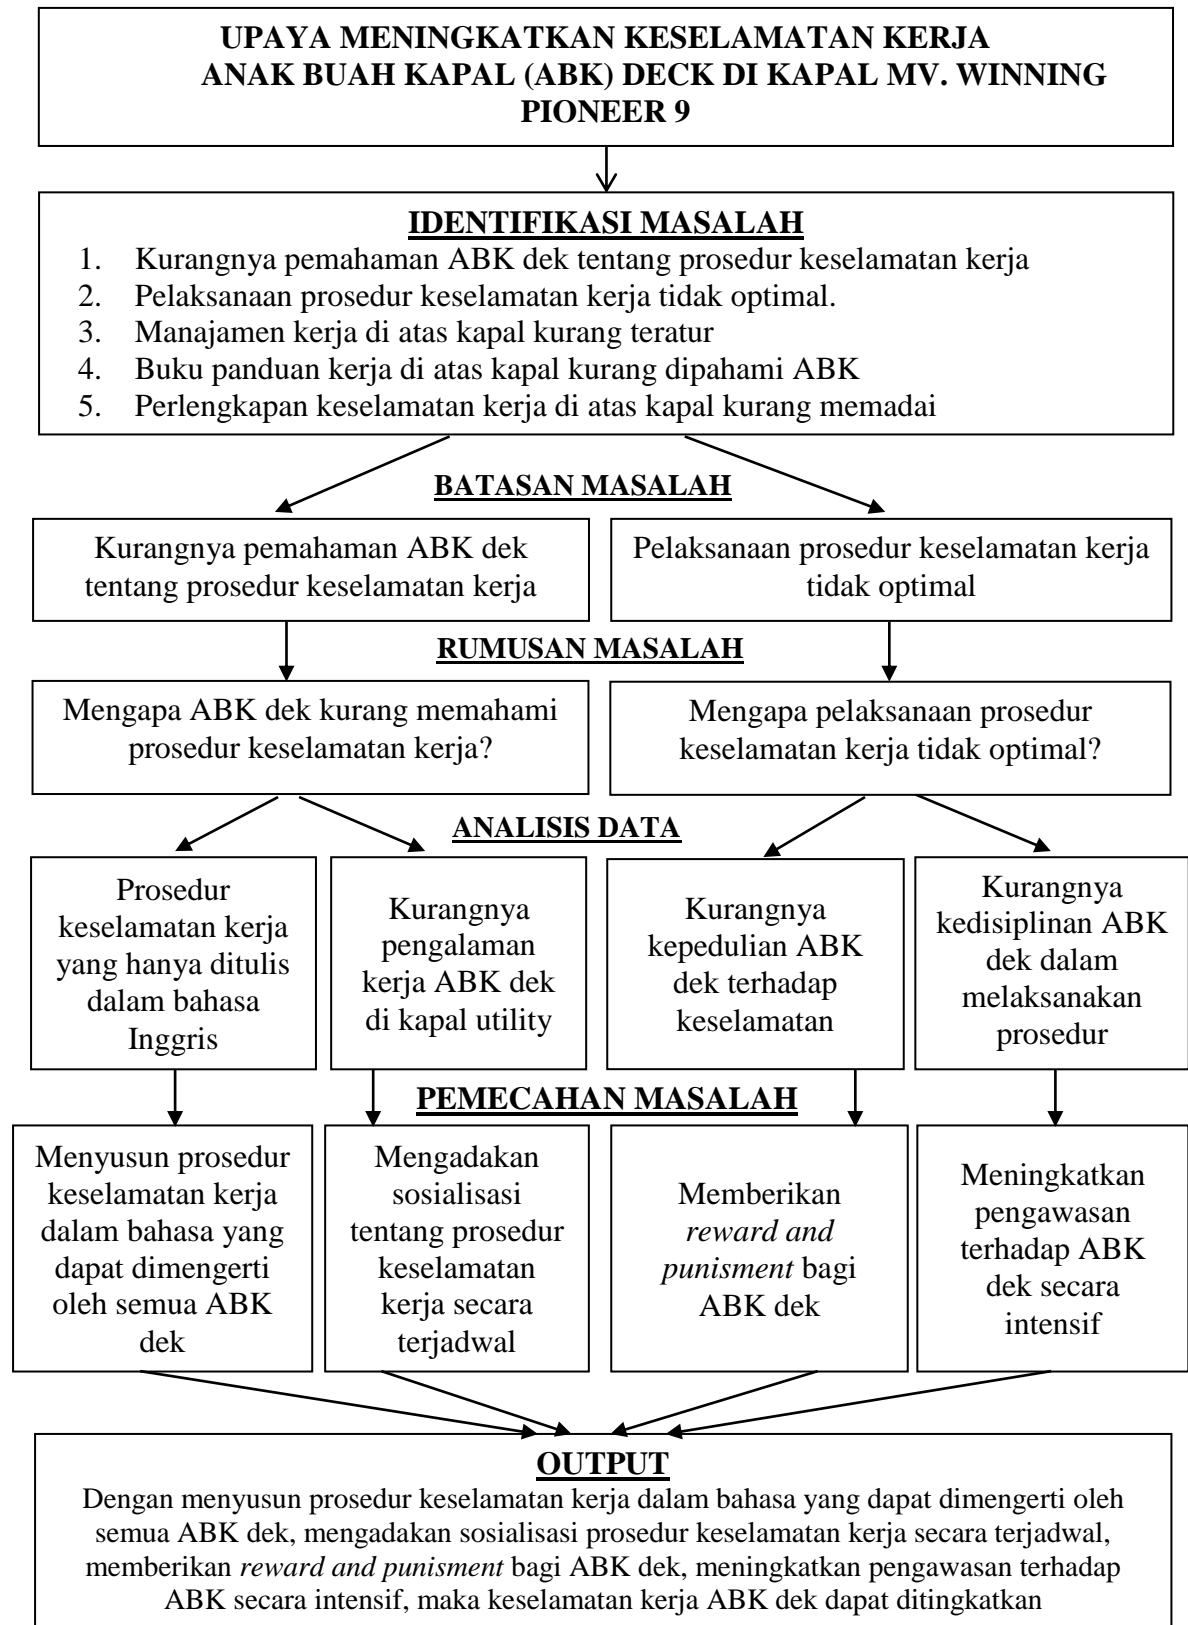 UPAYA MENINGKATKAN KESELAMATAN KERJA
ANAK BUAH KAPAL (ABK) DECK DI KAPAL MV. WINNING
PIONEER 9
IDENTIFIKASI MASALAH
1. Kurangnya pemahaman ABK dek tentang prosedur keselamatan kerja
2. Pelaksanaan prosedur keselamatan kerja tidak optimal.
3. Manajamen kerja di atas kapal kurang teratur
4. Buku panduan kerja di atas kapal kurang dipahami ABK
5. Perlengkapan keselamatan kerja di atas kapal kurang memadai
BATASAN MASALAH
Kurangnya pemahaman ABK dek
tentang prosedur keselamatan kerja
Pelaksanaan prosedur keselamatan kerja
tidak optimal
RUMUSAN MASALAH
Mengapa ABK dek kurang memahami
prosedur keselamatan kerja?
Mengapa pelaksanaan prosedur
keselamatan kerja tidak optimal?
ANALISIS DATA
Prosedur
keselamatan kerja
yang hanya ditulis
dalam bahasa
Inggris
Kurangnya
pengalaman
kerja ABK dek
di kapal utility
Kurangnya
kepedulian ABK
dek terhadap
keselamatan
Kurangnya
kedisiplinan ABK
dek dalam
melaksanakan
prosedur
PEMECAHAN MASALAH
Menyusun prosedur
keselamatan kerja
dalam bahasa yang
dapat dimengerti
oleh semua ABK
dek
Mengadakan
sosialisasi
tentang prosedur
keselamatan
kerja secara
terjadwal
Memberikan
reward and
punisment bagi
ABK dek
Meningkatkan
pengawasan
terhadap ABK
dek secara
intensif
OUTPUT
Dengan menyusun prosedur keselamatan kerja dalam bahasa yang dapat dimengerti oleh
semua ABK dek, mengadakan sosialisasi prosedur keselamatan kerja secara terjadwal,
memberikan reward and punisment bagi ABK dek, meningkatkan pengawasan terhadap
ABK secara intensif, maka keselamatan kerja ABK dek dapat ditingkatkan